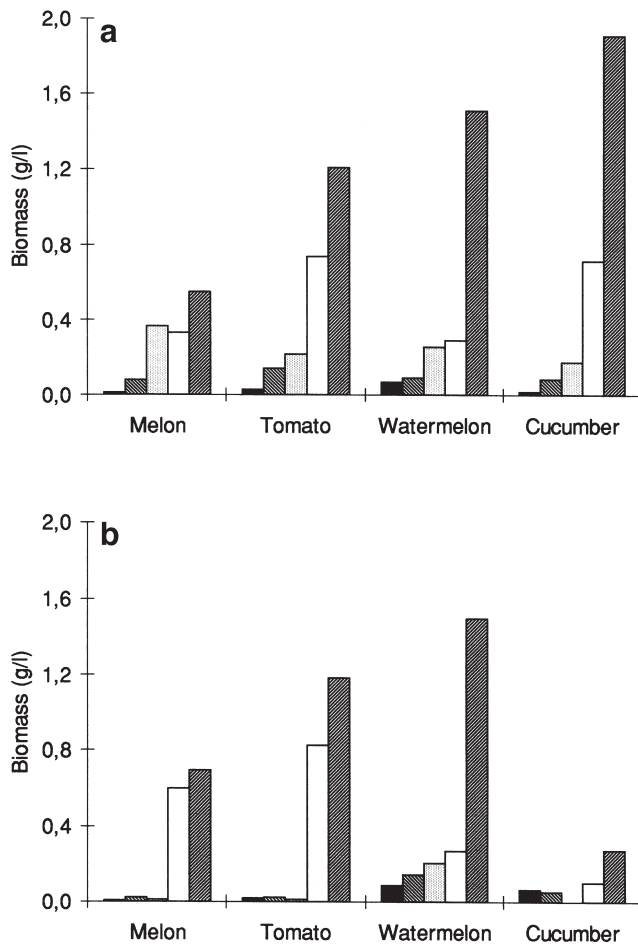 a
2,0
1,6
1,2
0,8
0,4
0,0
Biomass (g/l)
Melon Tomato Watermelon Cucumber
b
2,0
1,6
1,2
0,8
0,4
0,0
Biomass (g/l)
Melon Tomato Watermelon Cucumber